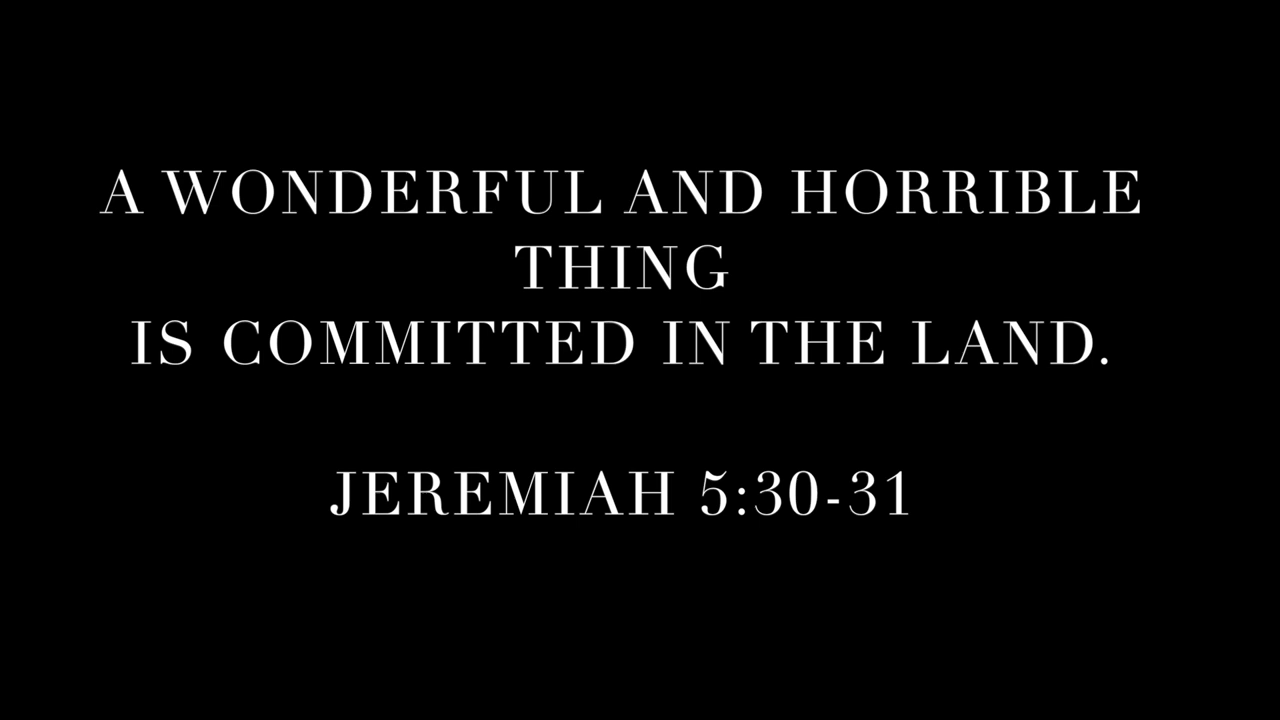 A WONDERFUL AND HORRIBLE
THING
IS COMMITTED IN THE LAND.
JEREMIAH 5:30-31